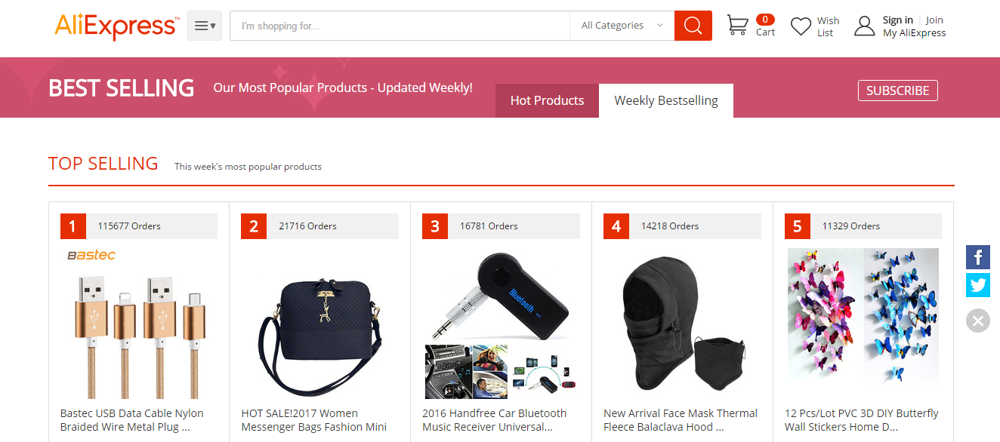 AliExpress™
I'm shopping for...
All Categories
0
Cart
Wish
List
Sign in | Join
My AliExpress
BEST SELLING
Our Most Popular Products - Updated Weekly!
Hot Products
Weekly Bestselling
SUBSCRIBE
TOP SELLING
This week's most popular products
1 115677 Orders
2 21716 Orders
3 16781 Orders
4 14218 Orders
5 11329 Orders
Bastec
Bluetooth
MIC
Bastec USB Data Cable Nylon
Braided Wire Metal Plug ...
HOT SALE!2017 Women
Messenger Bags Fashion Mini
2016 Handfree Car Bluetooth
Music Receiver Universal...
New Arrival Face Mask Thermal
Fleece Balaclava Hood ...
12 Pcs/Lot PVC 3D DIY Butterfly
Wall Stickers Home D...